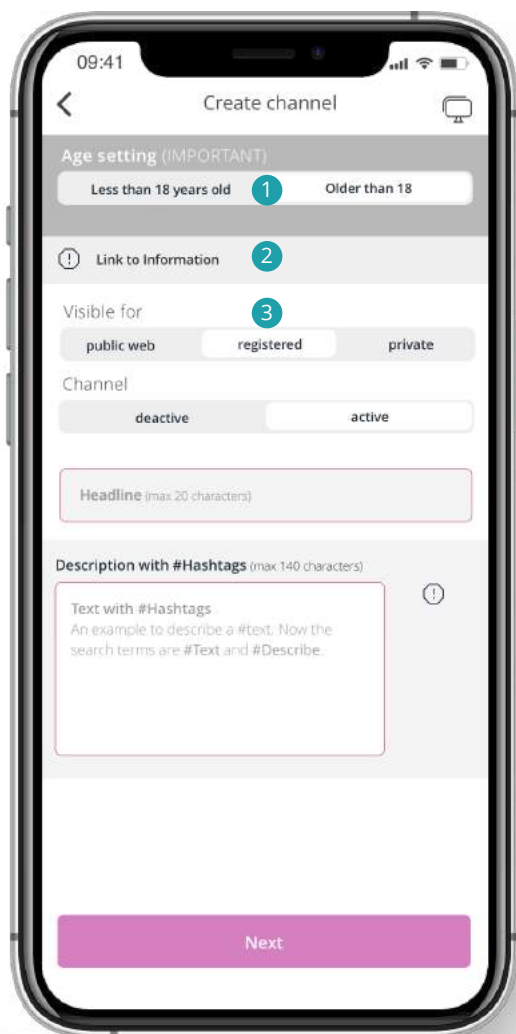 09:41
Create channel
Age setting (IMPORTANT)
Less than 18 years old 1 Older than 18
Link to Information 2
Visible for 3
public web registered private
Channel
deactive active
Headline (max 20 characters)
Description with #Hashtags (max 140 characters)
Text with #Hashtags
An example to describe a #text. Now the
search terms are #Text and #Describe.
Next